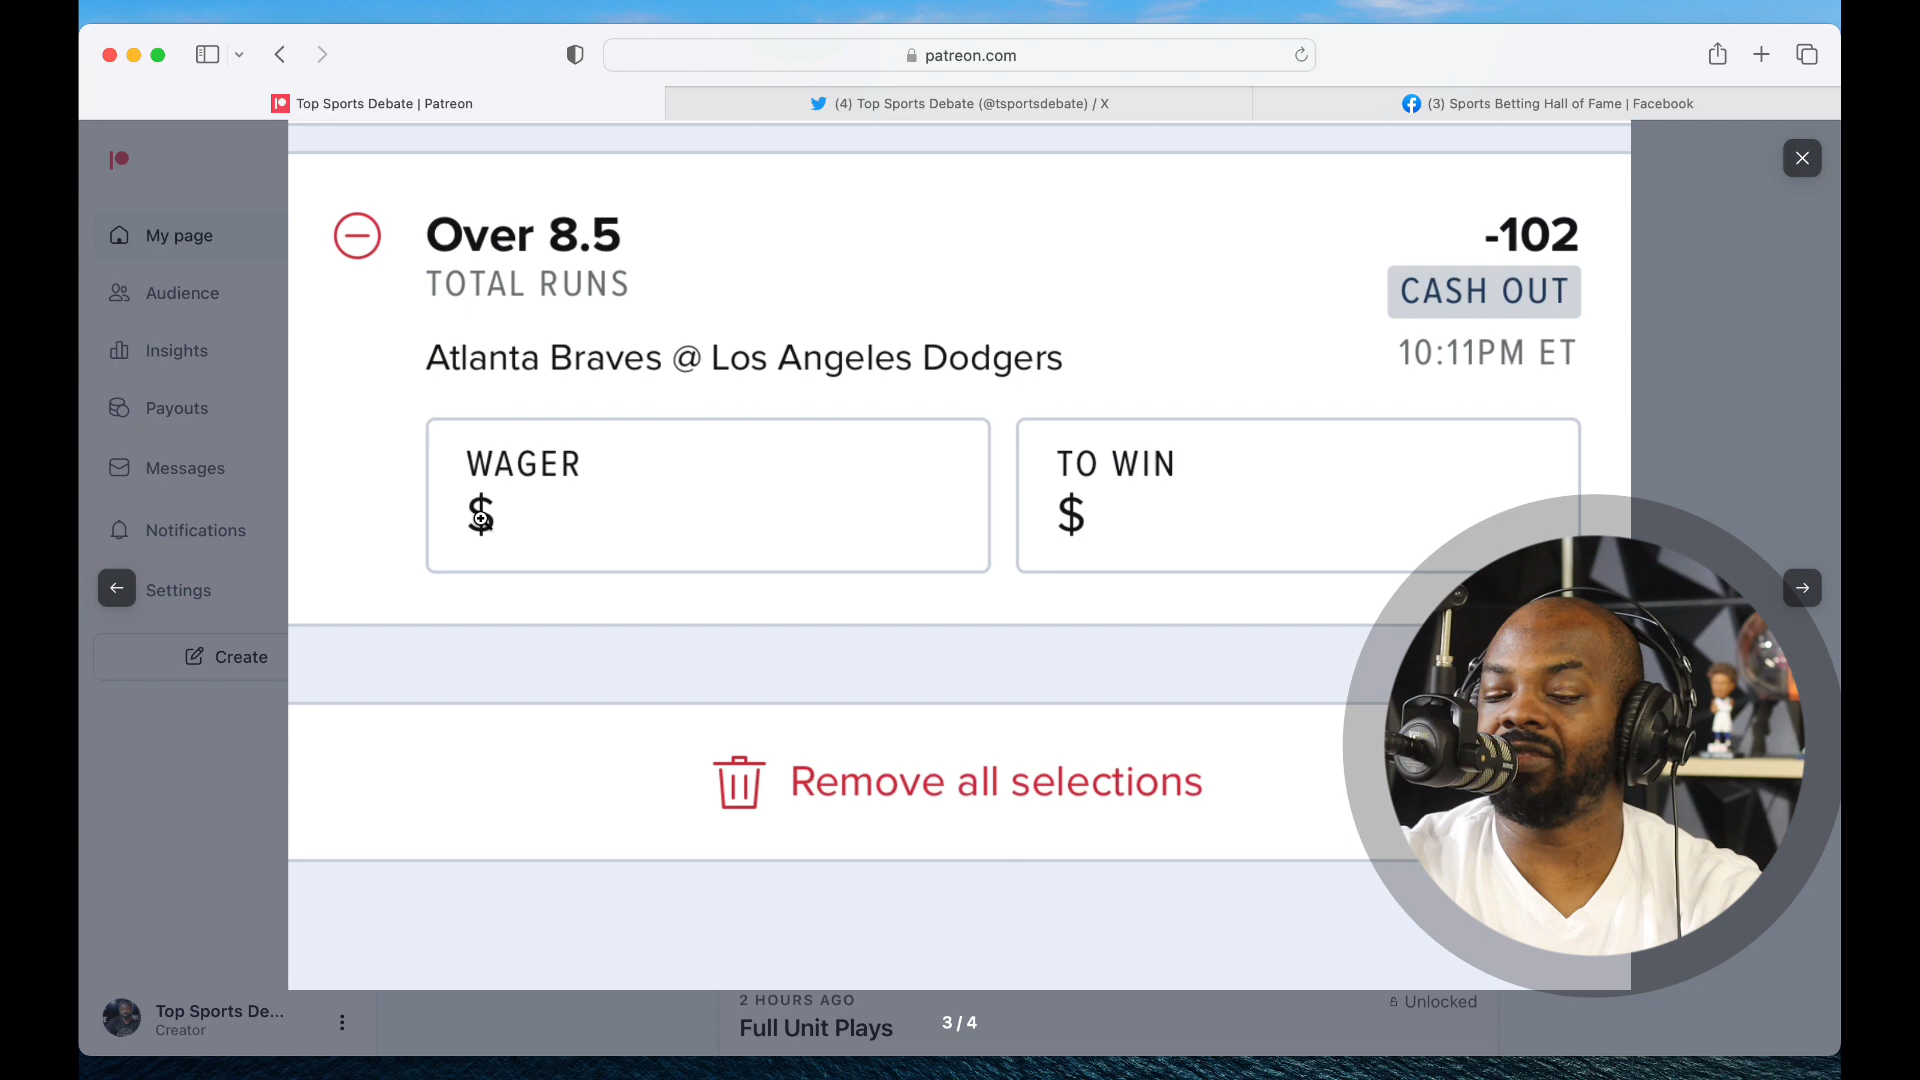 patreon.com
Top Sports Debate | Patreon
(4) Top Sports Debate (@tsportsdebate) / X
(3) Sports Betting Hall of Fame | Facebook
My page
Audience
Insights
Payouts
Messages
Notifications
Settings
Create
Over 8.5
-102
TOTAL RUNS
CASH OUT
Atlanta Braves @ Los Angeles Dodgers
10:11PM ET
WAGER
$
TO WIN
$
Remove all selections
Top Sports De...
Creator
2 HOURS AGO
Unlocked
Full Unit Plays
3 / 4